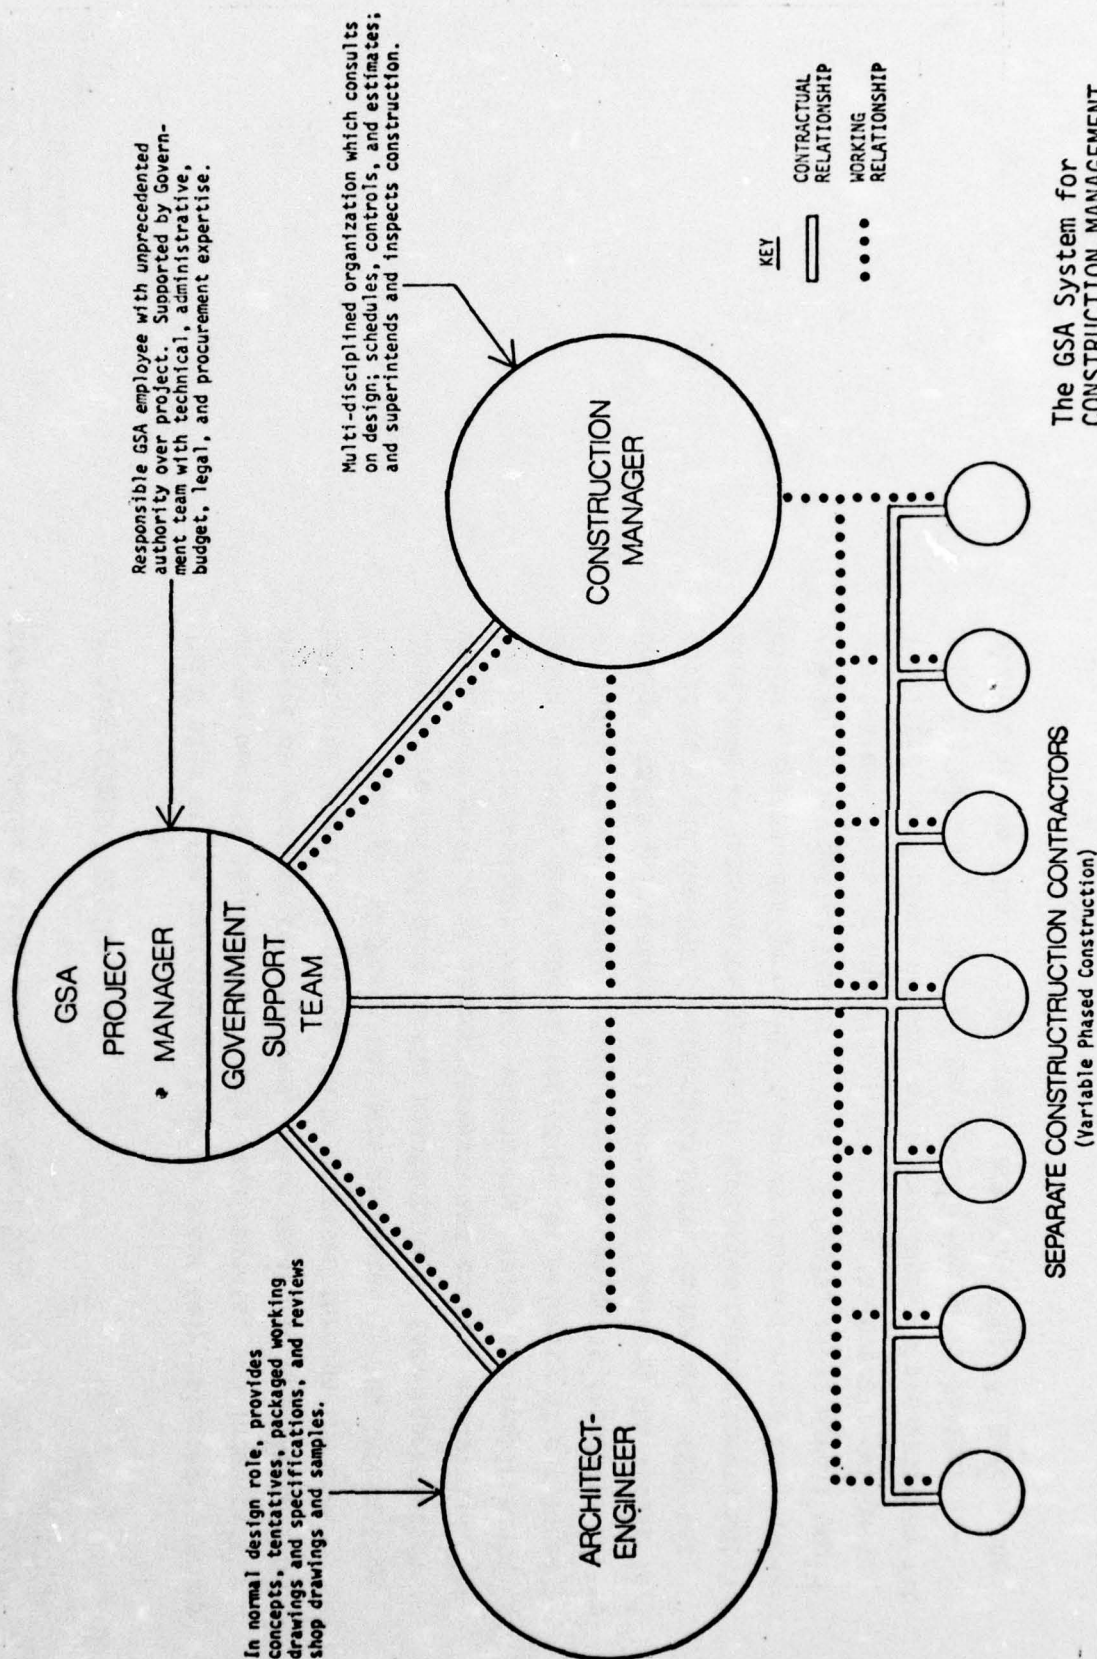 Responsible GSA employee with unprecedented
authority over project. Supported by Govern-
ment team with technical, administrative,
budget, legal, and procurement expertise.
GSA
PROJECT
MANAGER
GOVERNMENT
SUPPORT
TEAM
In normal design role, provides
concepts, tentatives, packaged working
drawings and specifications, and reviews
shop drawings and samples.
Multi-disciplined organization which consults
on design; schedules, controls, and estimates;
and superintends and inspects construction.
ARCHITECT-
ENGINEER
CONSTRUCTION
MANAGER
KEY
CONTRACTUAL
RELATIONSHIP
WORKING
RELATIONSHIP
SEPARATE CONSTRUCTRUCTION CONTRACTORS
(Variable Phased Construction)
The GSA System for
CONSTRUCTION MANAGEMENT